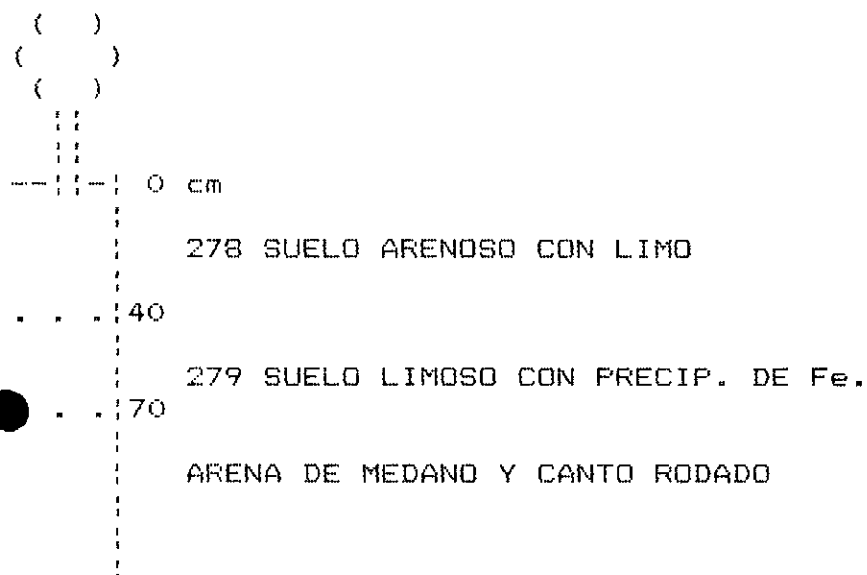 0 cm
278 SUELO ARENOSO CON LIMO
40
279 SUELO LIMOSO CON PRECIP. DE Fe.
70
ARENA DE MEDANO Y CANTO RODADO